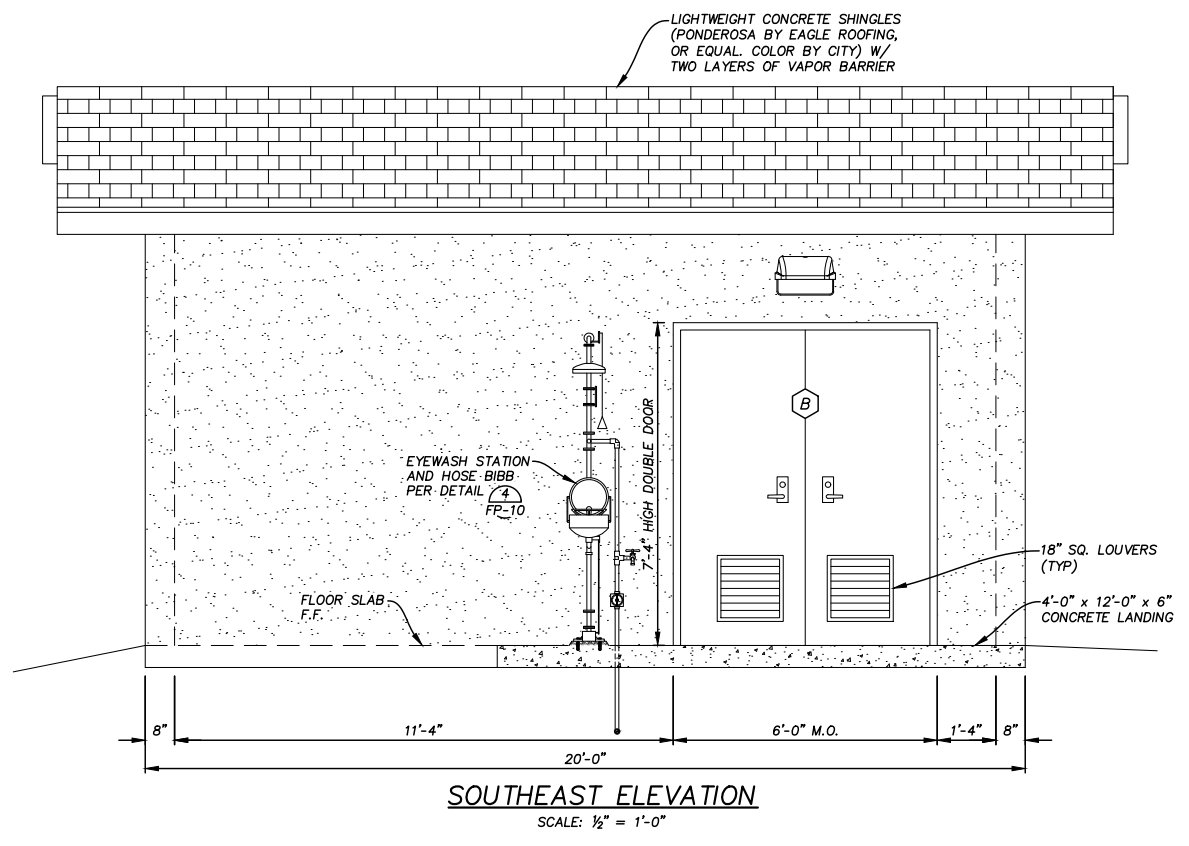 LIGHTWEIGHT CONCRETE SHINGLES
(PONDEROSA BY EAGLE ROOFING,
OR EQUAL. COLOR BY CITY) W/
TWO LAYERS OF VAPOR BARRIER
B
7'-4" HIGH DOUBLE DOOR
EYEWASH STATION
AND HOSE BIBB
PER DETAIL 4
FP-10
18" SQ. LOUVERS
(TYP)
FLOOR SLAB
F.F.
4'-0" x 12'-0" x 6"
CONCRETE LANDING
8" 11'-4" 6'-0" M.O. 1'-4" 8"
20'-0"
SOUTHEAST ELEVATION
SCALE: ½" = 1'-0"